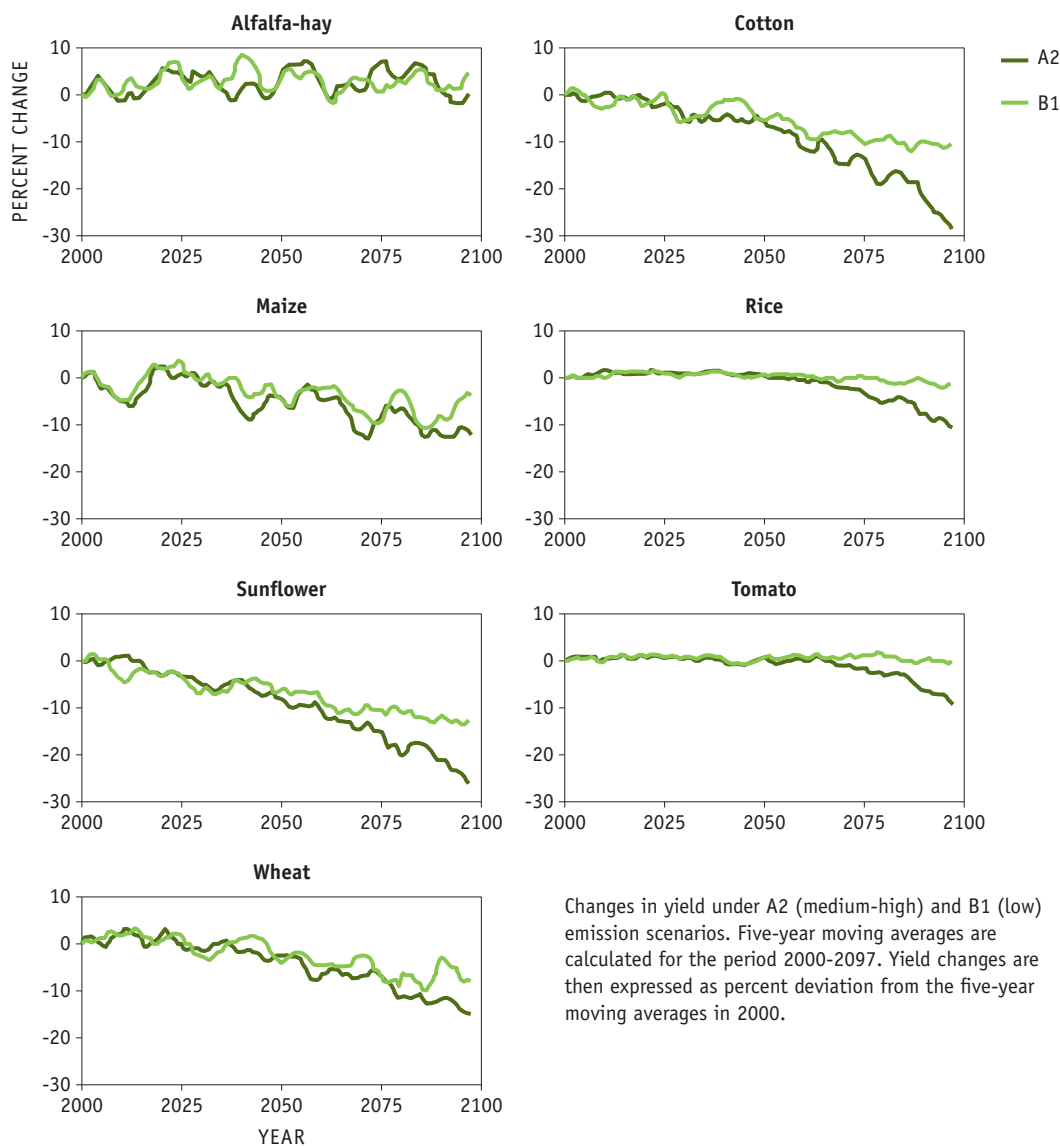 Alfalfa-hay
PERCENT CHANGE
10
0
-10
-20
-30
2000 2025 2050 2075 2100
Cotton
10
0
-10
-20
-30
2000 2025 2050 2075 2100
A2
B1
Maize
10
0
-10
-20
-30
2000 2025 2050 2075 2100
Rice
10
0
-10
-20
-30
2000 2025 2050 2075 2100
Sunflower
10
0
-10
-20
-30
2000 2025 2050 2075 2100
Tomato
10
0
-10
-20
-30
2000 2025 2050 2075 2100
Wheat
10
0
-10
-20
-30
2000 2025 2050 2075 2100
YEAR
Changes in yield under A2 (medium-high) and B1 (low)
emission scenarios. Five-year moving averages are
calculated for the period 2000-2097. Yield changes are
then expressed as percent deviation from the five-year
moving averages in 2000.